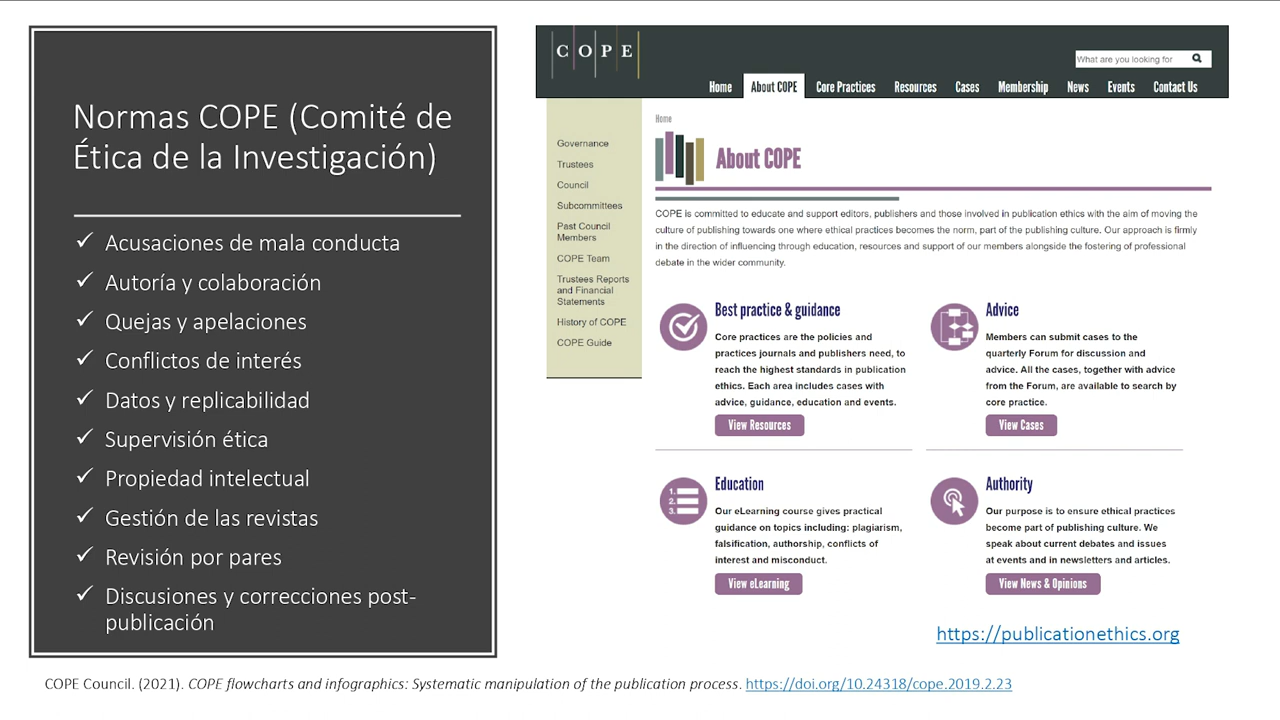 Normas COPE (Comité de
Ética de la Investigación)
✓ Acusaciones de mala conducta
✓ Autoría y colaboración
✓ Quejas y apelaciones
✓ Conflictos de interés
✓ Datos y replicabilidad
✓ Supervisión ética
✓ Propiedad intelectual
✓ Gestión de las revistas
✓ Revisión por pares
✓ Discusiones y correcciones post-
publicación
COPE
What are you looking for
Home About COPE Core Practices Resources Cases Membership News Events Contact Us
Governance
Trustees
Council
Subcommittees
Past Council
Members
COPE Team
Trustees Reports
and Financial
Statements
History of COPE
COPE Guide
Home
About COPE
COPE is committed to educate and support editors, publishers and those involved in publication ethics with the aim of moving the
culture of publishing towards one where ethical practices becomes the norm, part of the publishing culture. Our approach is firmly
in the direction of influencing through education, resources and support of our members alongside the fostering of professional
debate in the wider community.
Best practice & guidance
Core practices are the policies and
practices journals and publishers need, to
reach the highest standards in publication
ethics. Each area includes cases with
advice, guidance, education and events.
View Resources
Advice
Members can submit cases to the
quarterly Forum for discussion and
advice. All the cases, together with advice
from the Forum, are available to search by
core practice.
View Cases
1.
2.
3.
Education
Our eLearning course gives practical
guidance on topics including: plagiarism,
falsification, authorship, conflicts of
interest and misconduct.
View eLearning
Authority
Our purpose is to ensure ethical practices
become part of publishing culture. We
speak about current debates and issues
at events and in newsletters and articles.
View News & Opinions
https://publicationethics.org
COPE Council. (2021). COPE flowcharts and infographics: Systematic manipulation of the publication process. https://doi.org/10.24318/cope.2019.2.23